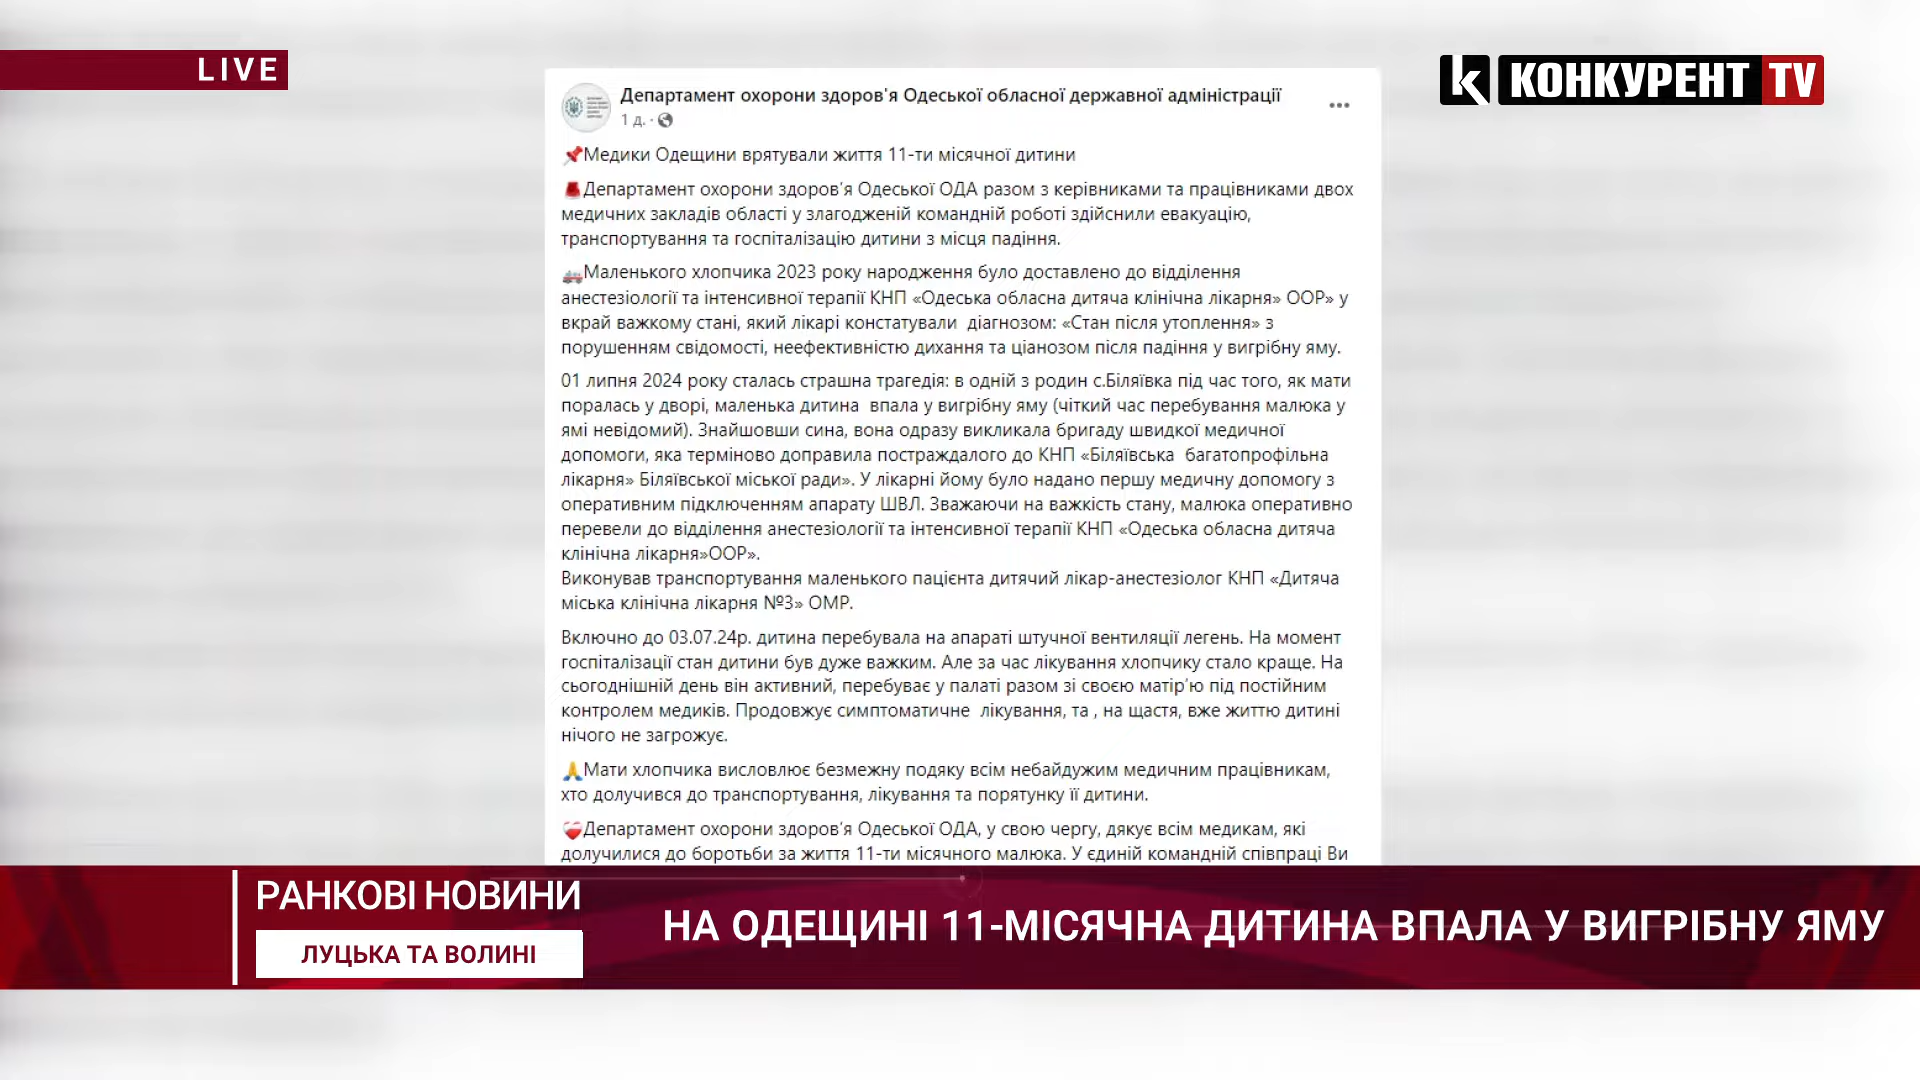 LIVE
k КОНКУРЕНТ TV
Департамент охорони здоров'я Одеської обласної державної адміністрації
1 д. ·
Медики Одещини врятували життя 11-ти місячної дитини
Департамент охорони здоров'я Одеської ОДА разом з керівниками та працівниками двох
медичних закладів області у злагодженій командній роботі здійснили евакуацію,
транспортування та госпіталізацію дитини з місця падіння.
Маленького хлопчика 2023 року народження було доставлено до відділення
анестезіології та інтенсивної терапії КНП «Одеська обласна дитяча клінічна лікарня» ООР» у
вкрай важкому стані, який лікарі констатували діагнозом: «Стан після утоплення» з
порушенням свідомості, неефективністю дихання та ціанозом після падіння у вигрібну яму.
01 липня 2024 року сталась страшна трагедія: в одній з родин с.Біляївка під час того, як мати
поралась у дворі, маленька дитина впала у вигрібну яму (чіткий час перебування малюка у
ямі невідомий). Знайшовши сина, вона одразу викликала бригаду швидкої медичної
допомоги, яка терміново доправила постраждалого до КНП «Біляївська багатопрофільна
лікарня» Біляївської міської ради». У лікарні йому було надано першу медичну допомогу з
оперативним підключенням апарату ШВЛ. Зважаючи на важкість стану, малюка оперативно
перевели до відділення анестезіології та інтенсивної терапії КНП «Одеська обласна дитяча
клінічна лікарня»ООР».
Виконував транспортування маленького пацієнта дитячий лікар-анестезіолог КНП «Дитяча
міська клінічна лікарня №3» ОМР.
Включно до 03.07.24р. дитина перебувала на апараті штучної вентиляції легень. На момент
госпіталізації стан дитини був дуже важким. Але за час лікування хлопчику стало краще. На
сьогоднішній день він активний, перебуває у палаті разом зі своєю матір'ю під постійним
контролем медиків. Продовжує симптоматичне лікування, та , на щастя, вже життю дитині
нічого не загрожує.
Мати хлопчика висловлює безмежну подяку всім небайдужим медичним працівникам,
хто долучився до транспортування, лікування та порятунку її дитини.
Департамент охорони здоров'я Одеської ОДА, у свою чергу, дякує всім медикам, які
долучилися до боротьби за життя 11-ти місячного малюка. У єдиній командній співпраці Ви
РАНКОВІ НОВИНИ
ЛУЦЬКА ТА ВОЛИНІ
НА ОДЕЩИНІ 11-МІСЯЧНА ДИТИНА ВПАЛА У ВИГРІБНУ ЯМУ